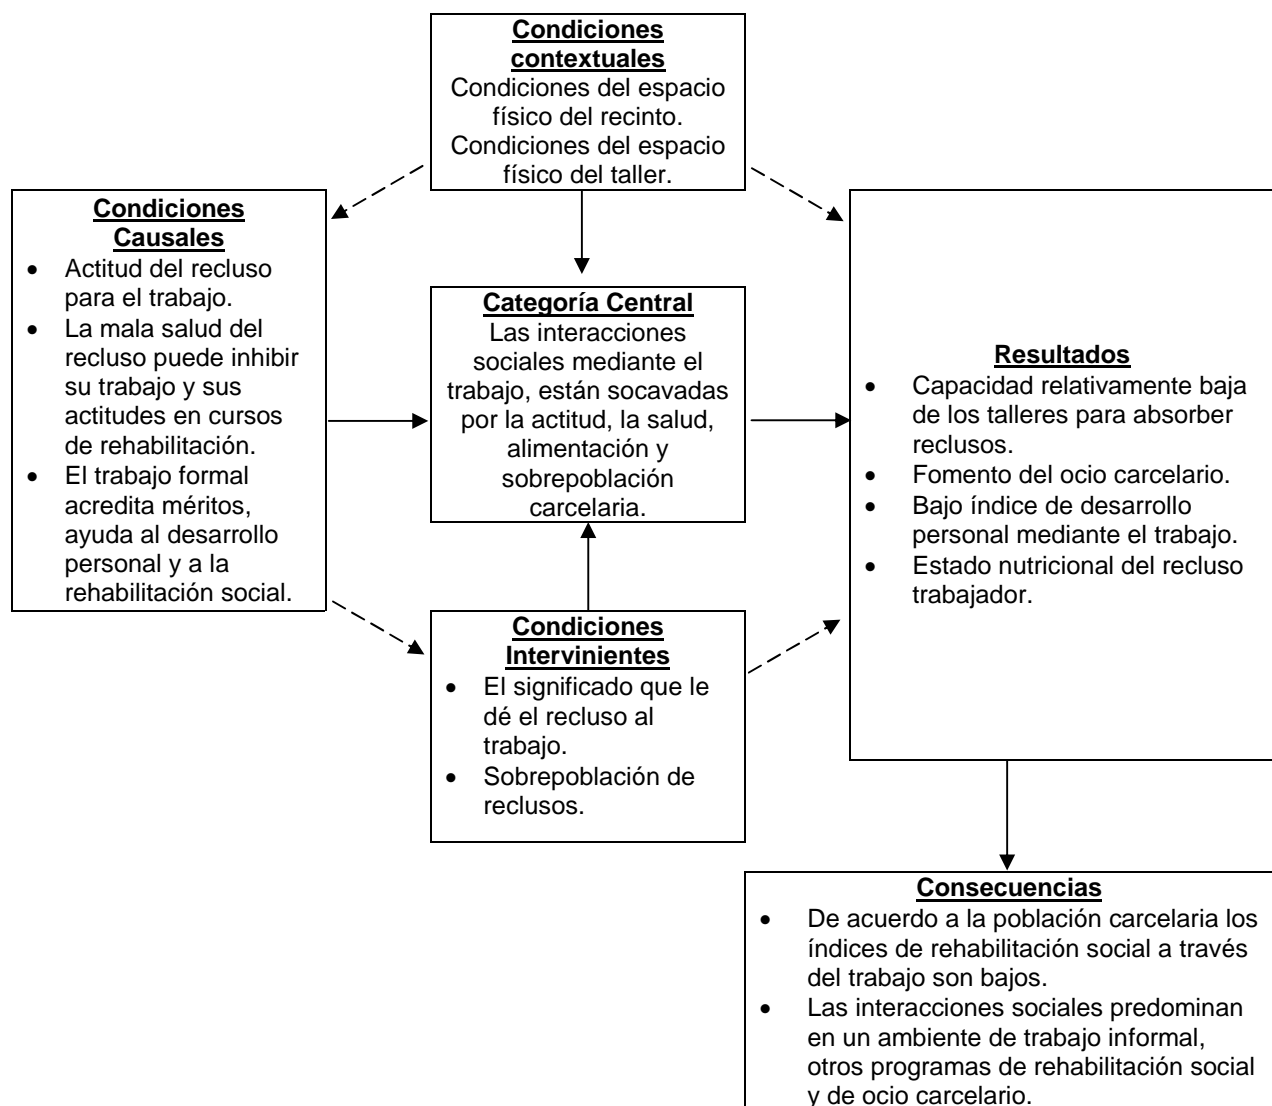 Condiciones
contextuales
Condiciones del espacio
físico del recinto.
Condiciones del espacio
físico del taller.
Condiciones
Causales
• Actitud del recluso
para el trabajo.
• La mala salud del
recluso puede inhibir
su trabajo y sus
actitudes en cursos
de rehabilitación.
• El trabajo formal
acredita méritos,
ayuda al desarrollo
personal y a la
rehabilitación social.
Categoría Central
Las interacciones
sociales mediante el
trabajo, están socavadas
por la actitud, la salud,
alimentación y
sobrepoblación
carcelaria.
Resultados
• Capacidad relativamente baja
de los talleres para absorber
reclusos.
• Fomento del ocio carcelario.
• Bajo índice de desarrollo
personal mediante el trabajo.
• Estado nutricional del recluso
trabajador.
Condiciones
Intervinientes
• El significado que le
dé el recluso al
trabajo.
• Sobrepoblación de
reclusos.
Consecuencias
• De acuerdo a la población carcelaria los
índices de rehabilitación social a través
del trabajo son bajos.
• Las interacciones sociales predominan
en un ambiente de trabajo informal,
otros programas de rehabilitación social
y de ocio carcelario.